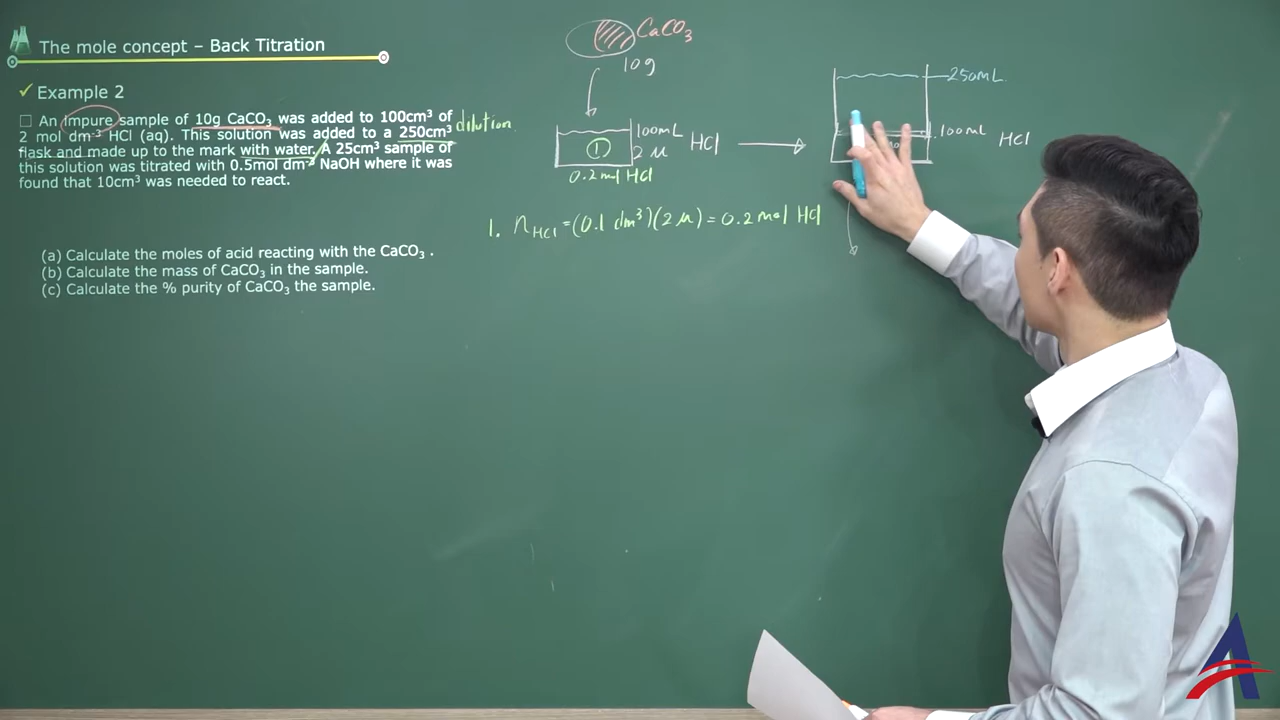 The mole concept – Back Titration
✓ Example 2
□ An impure sample of 10g CaCO₃ was added to 100cm³ of
2 mol dm⁻³ HCl (aq). This solution was added to a 250cm³
flask and made up to the mark with water. A 25cm³ sample of
this solution was titrated with 0.5mol dm⁻³ NaOH where it was
found that 10cm³ was needed to react.
dilution
(a) Calculate the moles of acid reacting with the CaCO₃ .
(b) Calculate the mass of CaCO₃ in the sample.
(c) Calculate the % purity of CaCO₃ the sample.
CaCO₃
10g
① 100mL
2 M HCl
0.2 mol HCl
250mL
100mL HCl
1. nHCl = (0.1 dm³)(2 M) = 0.2 mol HCl
A